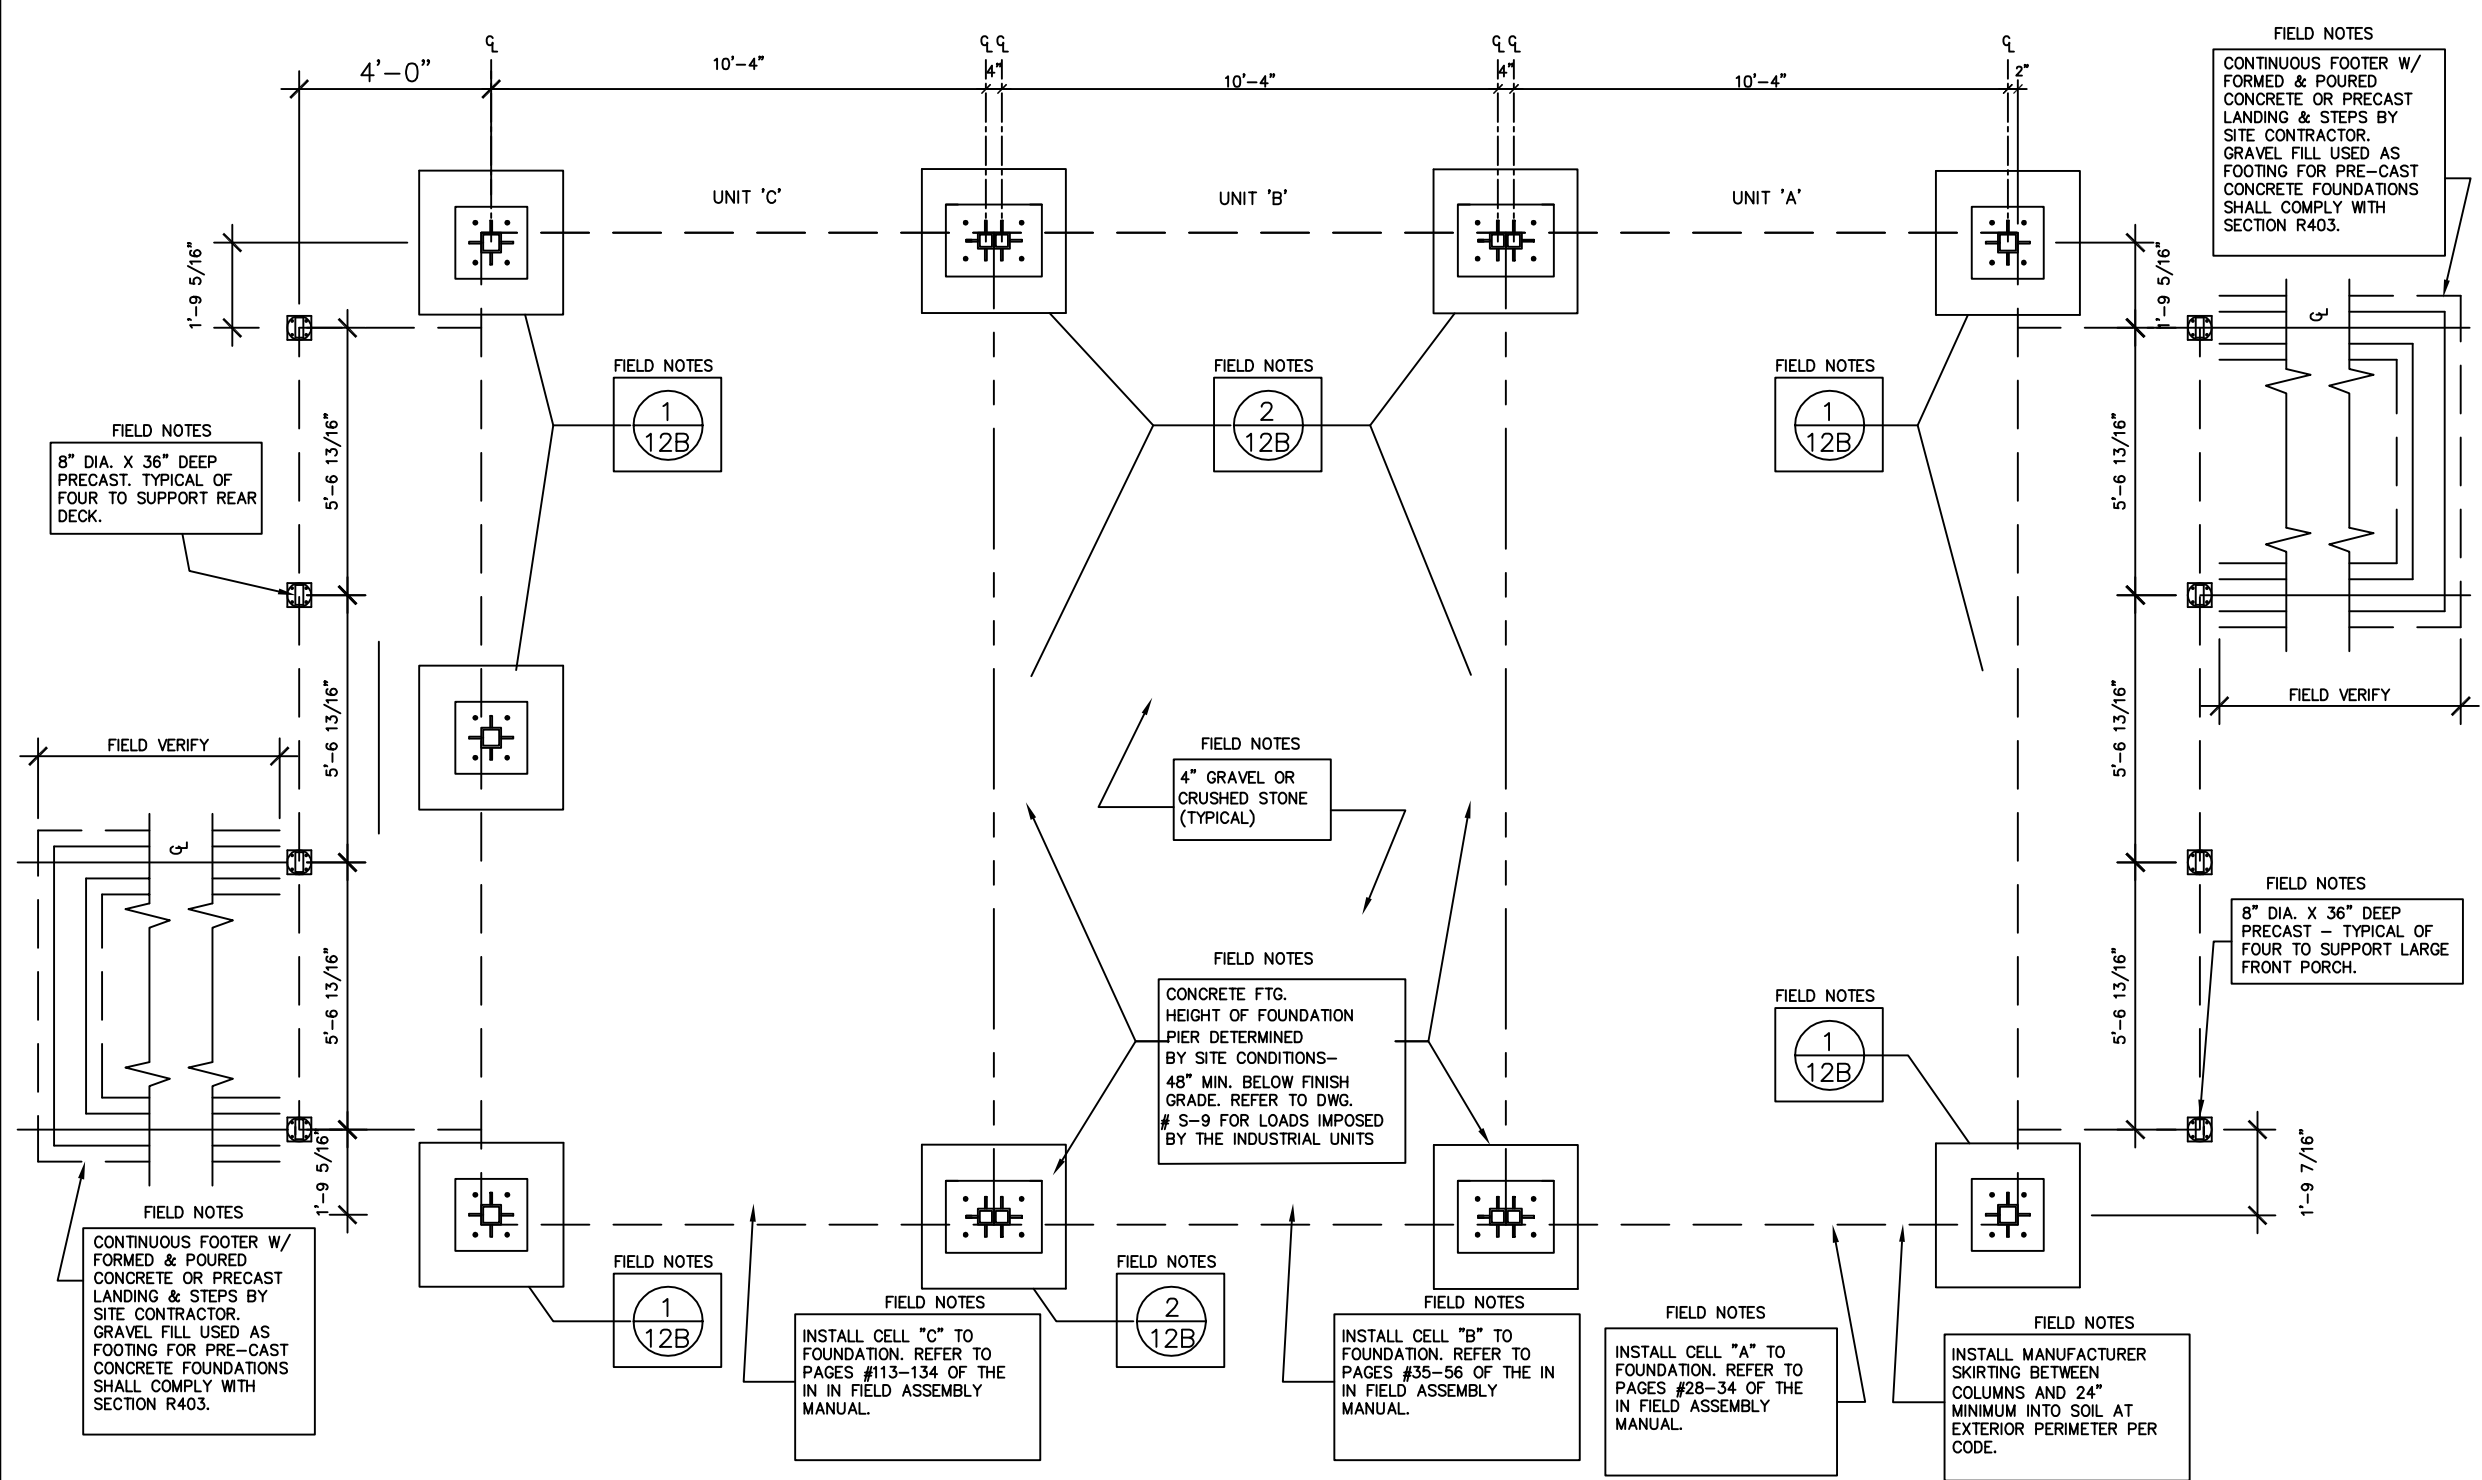 ℄
℄ ℄
℄ ℄
℄
4'-0"
10'-4"
4"
10'-4"
4"
10'-4"
2"
FIELD NOTES
CONTINUOUS FOOTER W/
FORMED & POURED
CONCRETE OR PRECAST
LANDING & STEPS BY
SITE CONTRACTOR.
GRAVEL FILL USED AS
FOOTING FOR PRE-CAST
CONCRETE FOUNDATIONS
SHALL COMPLY WITH
SECTION R403.
UNIT 'C'
UNIT 'B'
UNIT 'A'
1'-9 5/16"
1'-9 5/16"
℄
FIELD NOTES
1
12B
FIELD NOTES
2
12B
FIELD NOTES
1
12B
FIELD NOTES
8" DIA. X 36" DEEP
PRECAST. TYPICAL OF
FOUR TO SUPPORT REAR
DECK.
5'-6 13/16"
5'-6 13/16"
5'-6 13/16"
5'-6 13/16"
5'-6 13/16"
5'-6 13/16"
FIELD VERIFY
FIELD VERIFY
℄
FIELD NOTES
4" GRAVEL OR
CRUSHED STONE
(TYPICAL)
FIELD NOTES
8" DIA. X 36" DEEP
PRECAST - TYPICAL OF
FOUR TO SUPPORT LARGE
FRONT PORCH.
FIELD NOTES
CONCRETE FTG.
HEIGHT OF FOUNDATION
PIER DETERMINED
BY SITE CONDITIONS-
48" MIN. BELOW FINISH
GRADE. REFER TO DWG.
# S-9 FOR LOADS IMPOSED
BY THE INDUSTRIAL UNITS
FIELD NOTES
1
12B
1'-9 5/16"
1'-9 7/16"
FIELD NOTES
CONTINUOUS FOOTER W/
FORMED & POURED
CONCRETE OR PRECAST
LANDING & STEPS BY
SITE CONTRACTOR.
GRAVEL FILL USED AS
FOOTING FOR PRE-CAST
CONCRETE FOUNDATIONS
SHALL COMPLY WITH
SECTION R403.
FIELD NOTES
1
12B
FIELD NOTES
INSTALL CELL "C" TO
FOUNDATION. REFER TO
PAGES #113-134 OF THE
IN IN FIELD ASSEMBLY
MANUAL.
FIELD NOTES
2
12B
FIELD NOTES
INSTALL CELL "B" TO
FOUNDATION. REFER TO
PAGES #35-56 OF THE IN
IN FIELD ASSEMBLY
MANUAL.
FIELD NOTES
INSTALL CELL "A" TO
FOUNDATION. REFER TO
PAGES #28-34 OF THE
IN FIELD ASSEMBLY
MANUAL.
FIELD NOTES
INSTALL MANUFACTURER
SKIRTING BETWEEN
COLUMNS AND 24"
MINIMUM INTO SOIL AT
EXTERIOR PERIMETER PER
CODE.